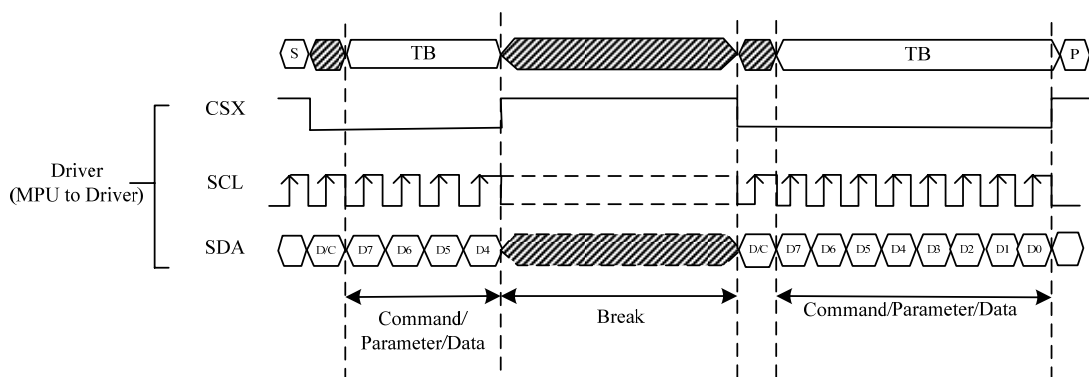 S TB TB P
CSX
Driver
(MPU to Driver)
SCL
SDA D/C D7 D6 D5 D4 D/C D7 D6 D5 D4 D3 D2 D1 D0
Command/
Parameter/Data
Break
Command/Parameter/Data